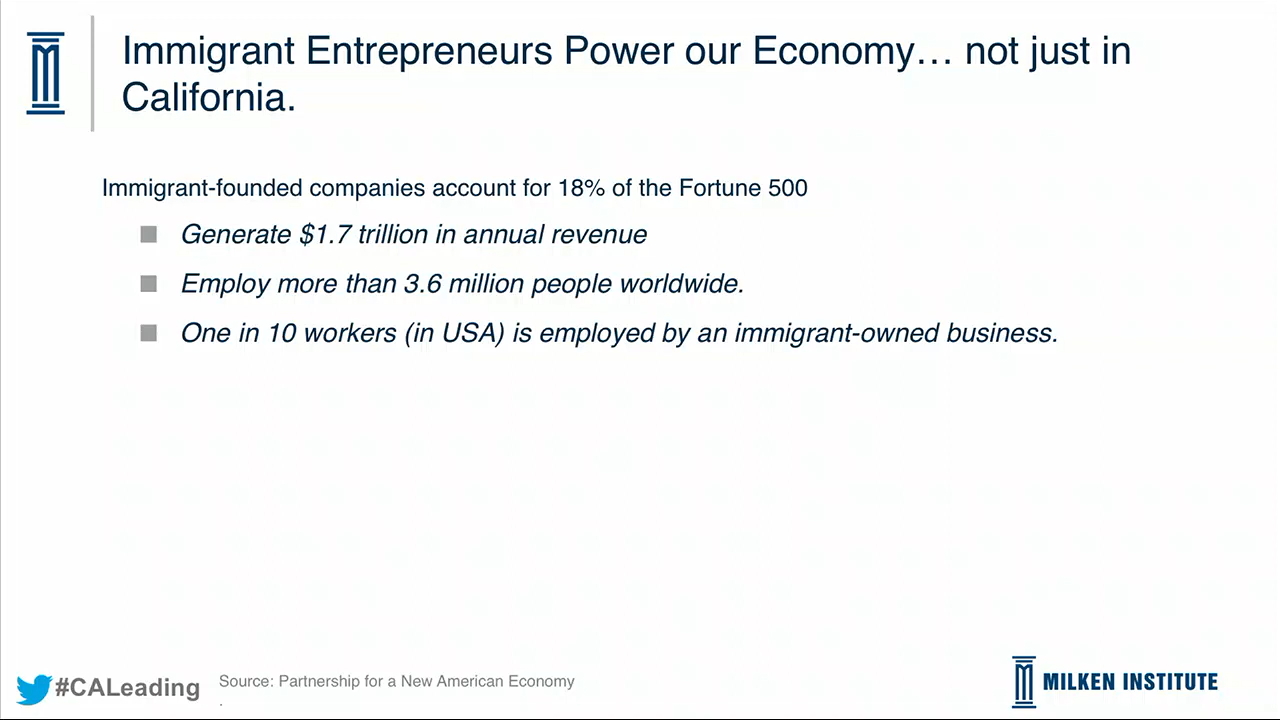 Immigrant Entrepreneurs Power our Economy… not just in
California.
Immigrant-founded companies account for 18% of the Fortune 500
Generate $1.7 trillion in annual revenue
Employ more than 3.6 million people worldwide.
One in 10 workers (in USA) is employed by an immigrant-owned business.
#CALeading
Source: Partnership for a New American Economy
.
MILKEN INSTITUTE